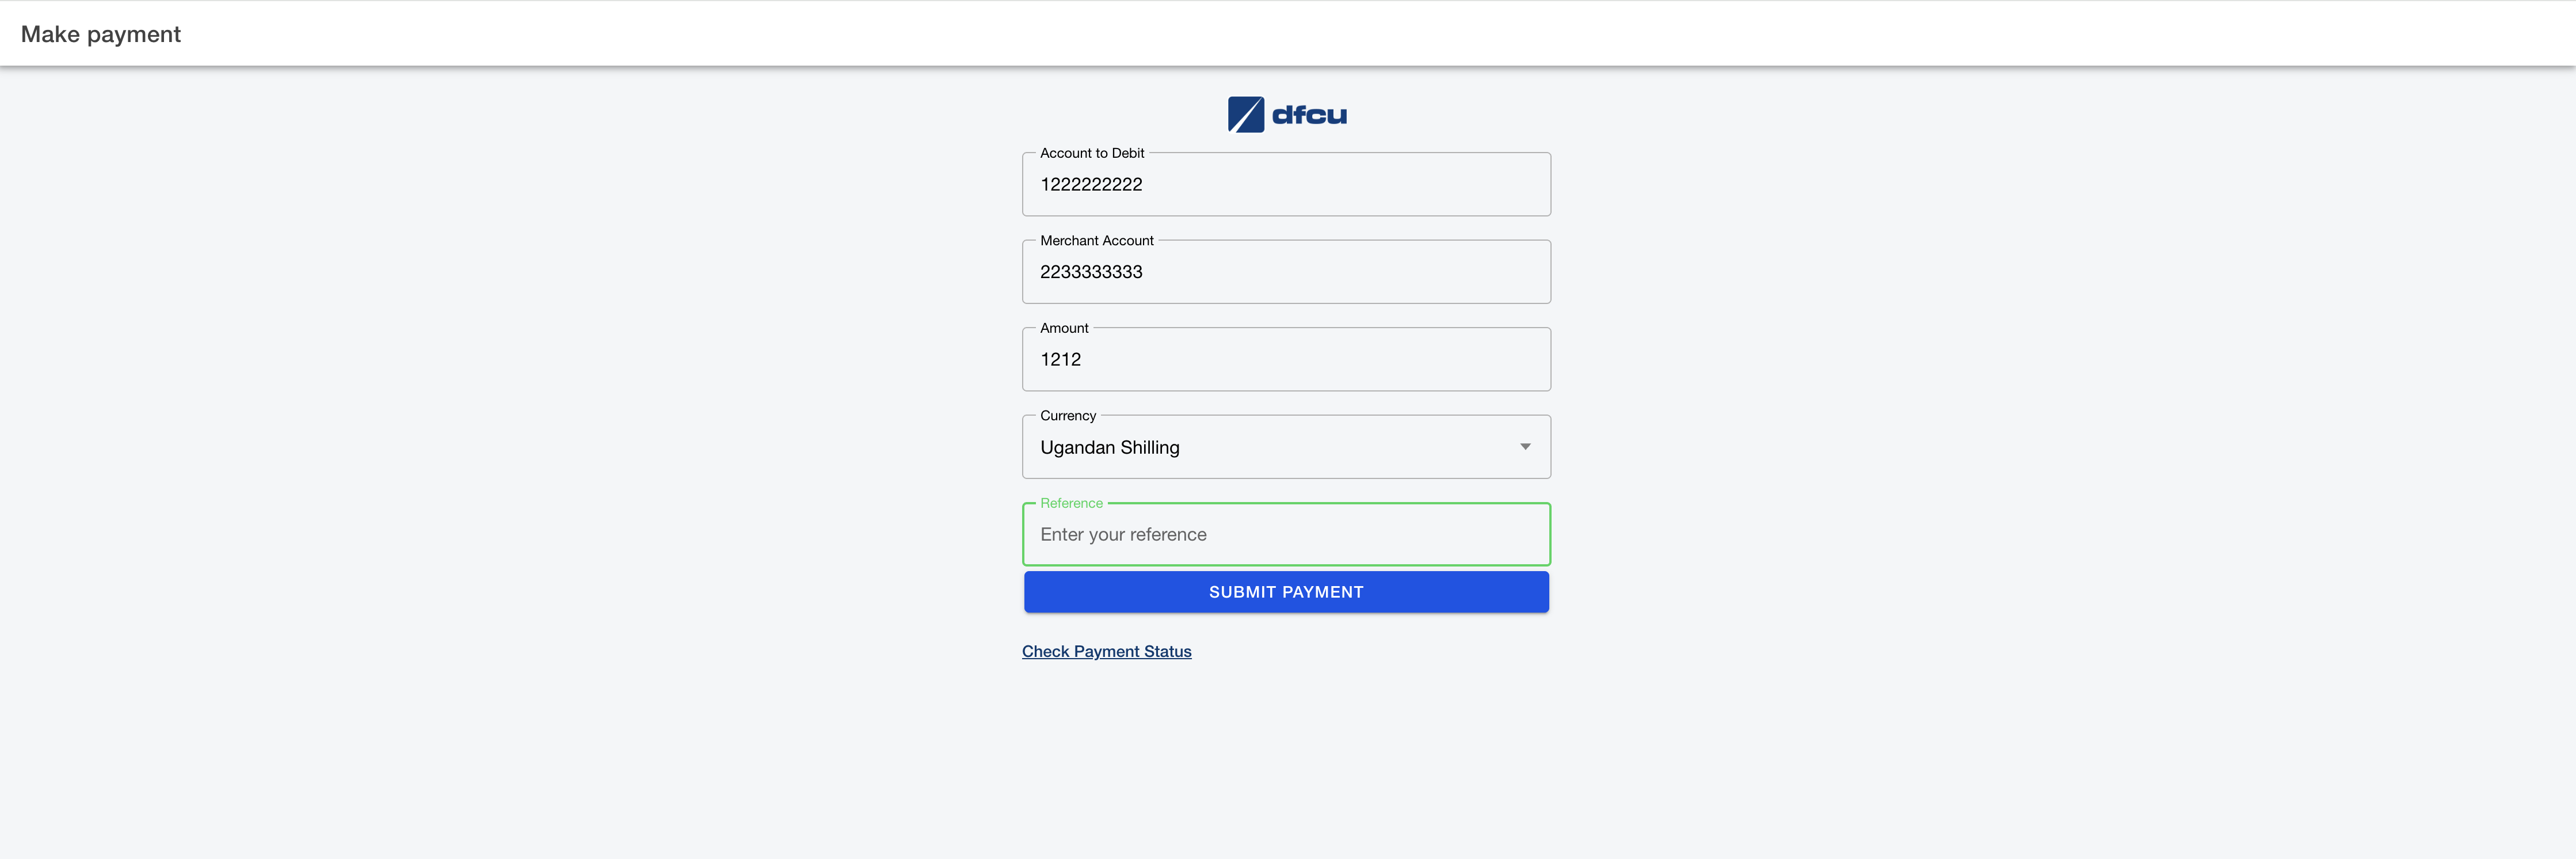 Make payment
dfcu
Account to Debit
1222222222
Merchant Account
2233333333
Amount
1212
Currency
Ugandan Shilling
Reference
Enter your reference
SUBMIT PAYMENT
Check Payment Status